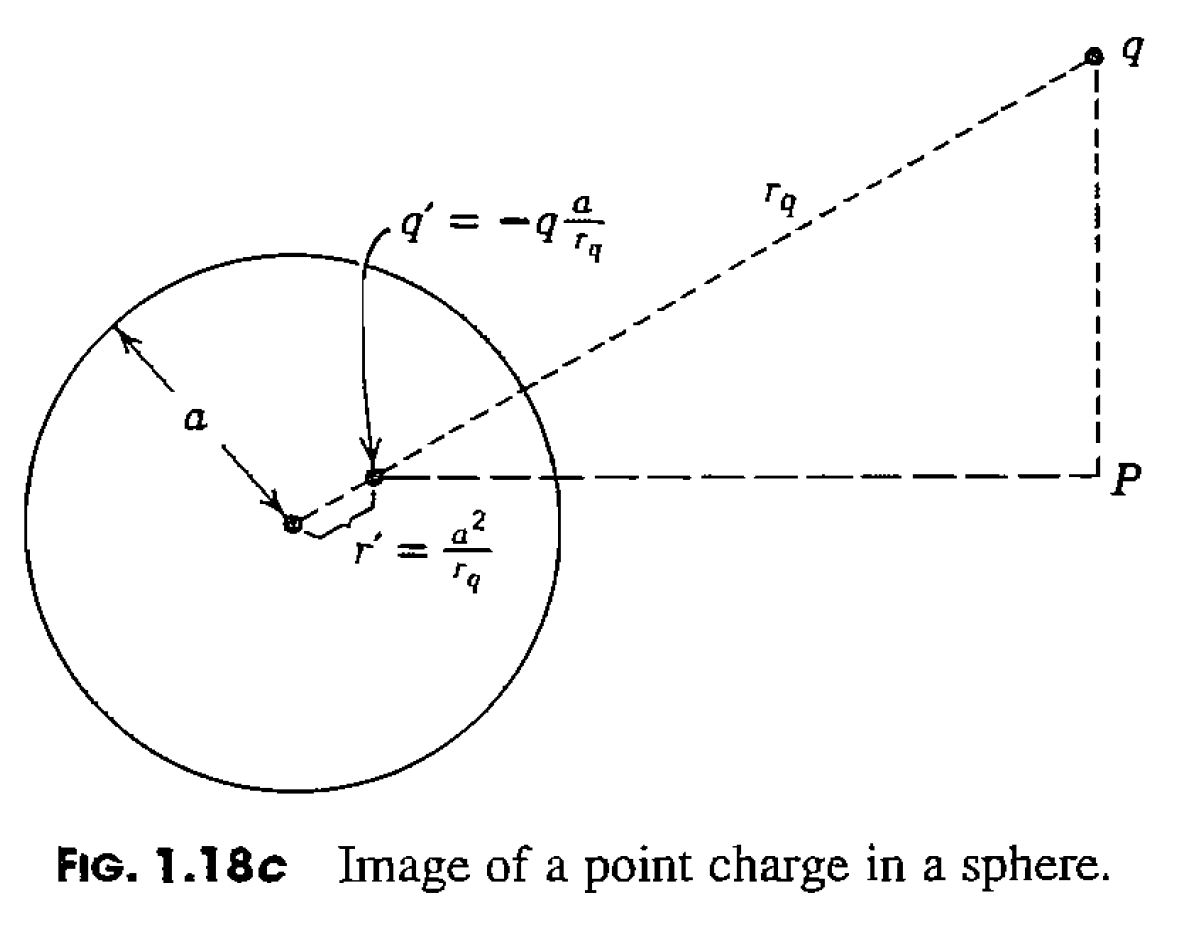 q
r_q
q′ = −q a/r_q
a
P
r′ = a²/r_q
FIG. 1.18c Image of a point charge in a sphere.